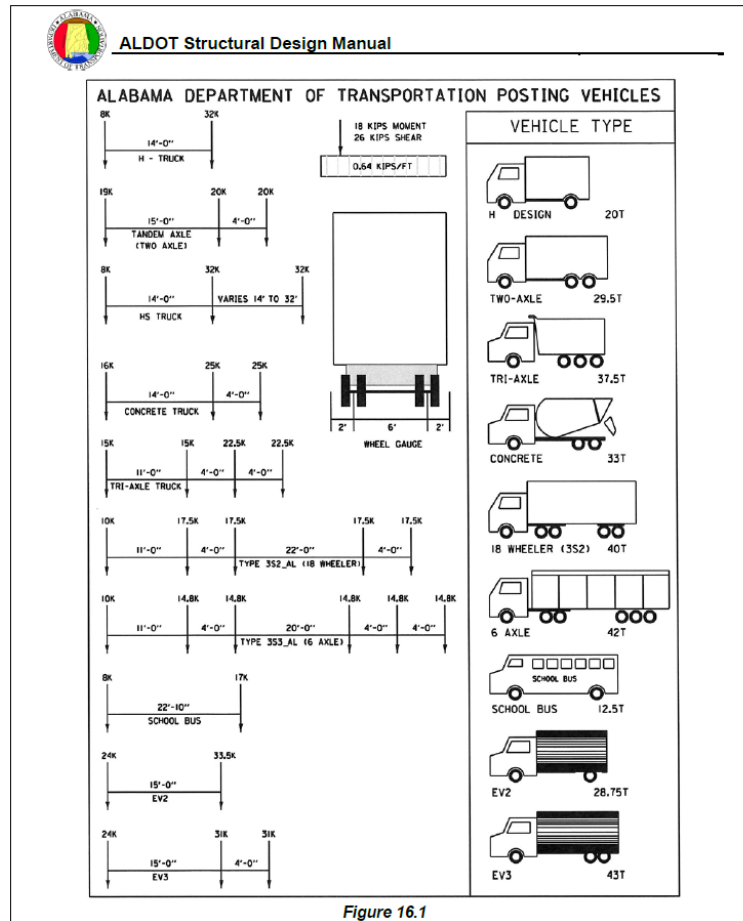 ALABAMA
ALDOT Structural Design Manual
ALABAMA DEPARTMENT OF TRANSPORTATION POSTING VEHICLES
8K 32K
14'-0"
H - TRUCK
19K 20K 20K
15'-0" 4'-0"
TANDEM AXLE
(TWO AXLE)
8K 32K 32K
14'-0" VARIES 14' TO 32'
HS TRUCK
16K 25K 25K
14'-0" 4'-0"
CONCRETE TRUCK
15K 15K 22.5K 22.5K
11'-0" 4'-0" 4'-0"
TRI-AXLE TRUCK
10K 17.5K 17.5K 17.5K 17.5K
11'-0" 4'-0" 22'-0" 4'-0"
TYPE 3S2_AL (18 WHEELER)
10K 14.8K 14.8K 14.8K 14.8K 14.8K
11'-0" 4'-0" 20'-0" 4'-0" 4'-0"
TYPE 3S3_AL (6 AXLE)
8K 17K
22'-10"
SCHOOL BUS
24K 33.5K
15'-0"
EV2
24K 31K 31K
15'-0" 4'-0"
EV3
18 KIPS MOMENT
26 KIPS SHEAR
0.64 KIPS/FT
2' 6' 2'
WHEEL GAUGE
VEHICLE TYPE
H DESIGN 20T
TWO-AXLE 29.5T
TRI-AXLE 37.5T
CONCRETE 33T
18 WHEELER (3S2) 40T
6 AXLE 42T
SCHOOL BUS
SCHOOL BUS 12.5T
EV2 28.75T
EV3 43T
Figure 16.1